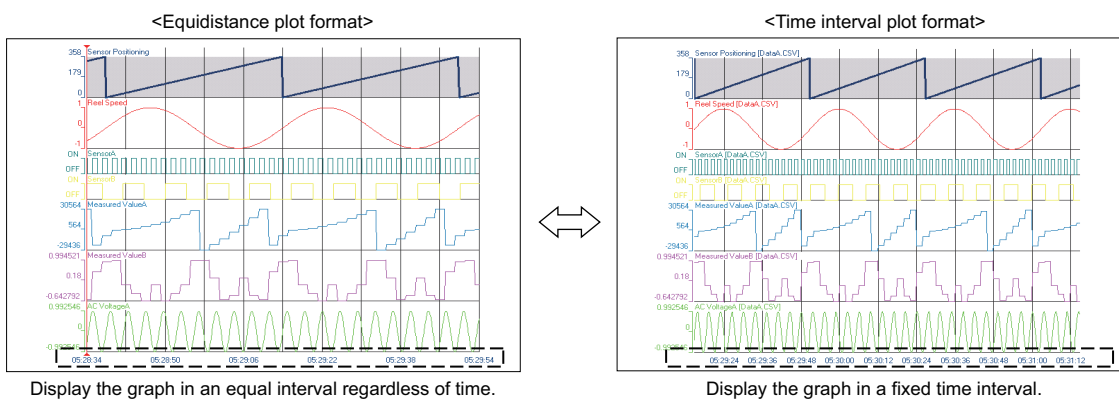 <Equidistance plot format>
358 Sensor Positioning
179
0
1 Reel Speed
0
-1
ON SensorA
OFF
ON SensorB
OFF
30564 Measured ValueA
564
-29436
0.994521 Measured ValueB
0.18
-0.642792
0.992546 AC VoltageA
0
-0.992546
05:28:34 05:28:50 05:29:06 05:29:22 05:29:38 05:29:54
Display the graph in an equal interval regardless of time.
<Time interval plot format>
358 Sensor Positioning [DataA.CSV]
179
0
1 Reel Speed [DataA.CSV]
0
-1
ON SensorA [DataA.CSV]
OFF
ON SensorB [DataA.CSV]
OFF
30564 Measured ValueA [DataA.CSV]
564
-29436
0.994521 Measured ValueB [DataA.CSV]
0.18
-0.642792
0.992546 AC VoltageA [DataA.CSV]
0
-0.992546
05:29:24 05:29:36 05:29:48 05:30:00 05:30:12 05:30:24 05:30:36 05:30:48 05:31:00 05:31:12
Display the graph in a fixed time interval.